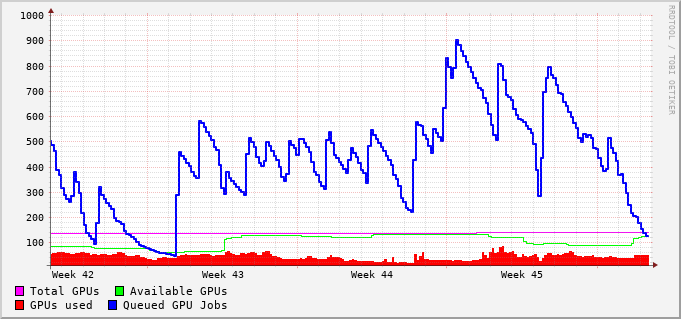 1000
900
800
700
600
500
400
300
200
100
Week 42 Week 43 Week 44 Week 45
Total GPUs Available GPUs
GPUs used Queued GPU Jobs
RRDTOOL / TOBI OETIKER